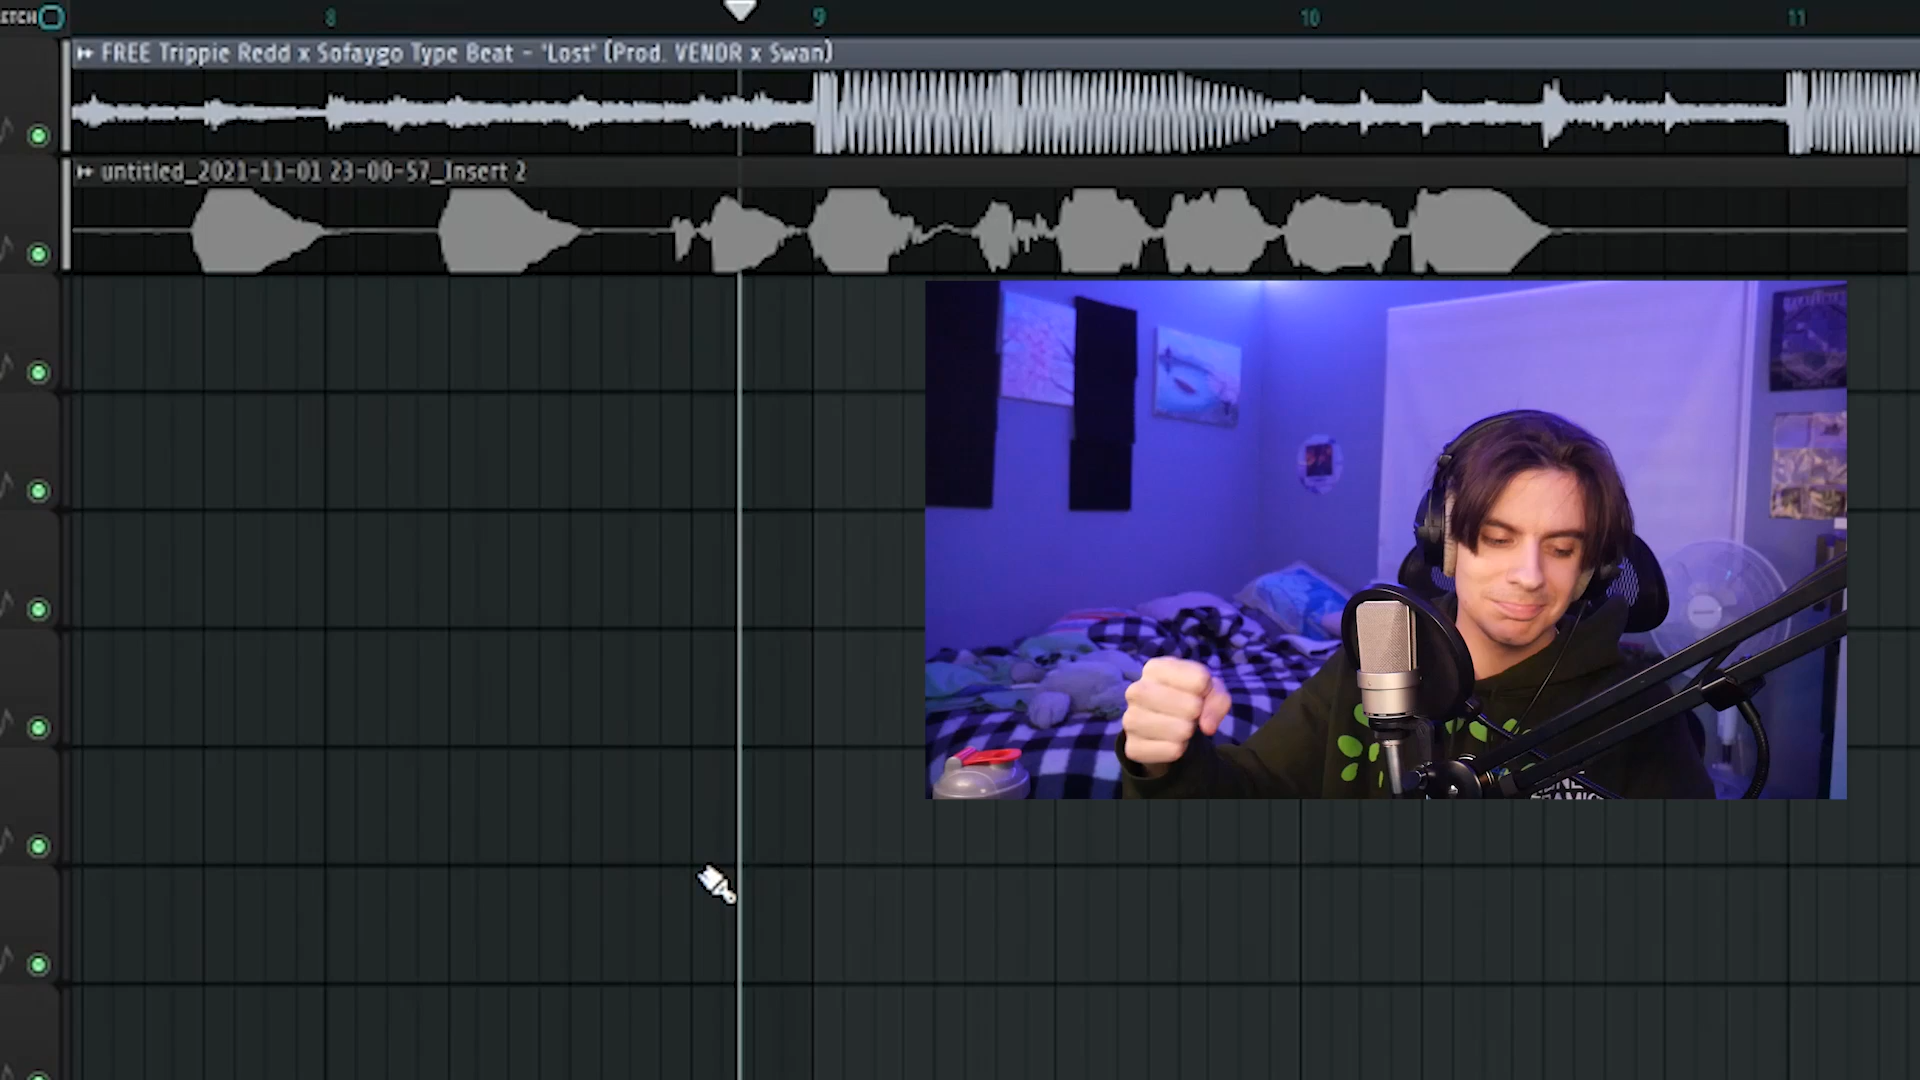 8 9 10 11
FREE Trippie Redd x Sofaygo Type Beat - 'Lost' (Prod. VENOR x Swan)
untitled_2021-11-01 23-00-57_Insert 2